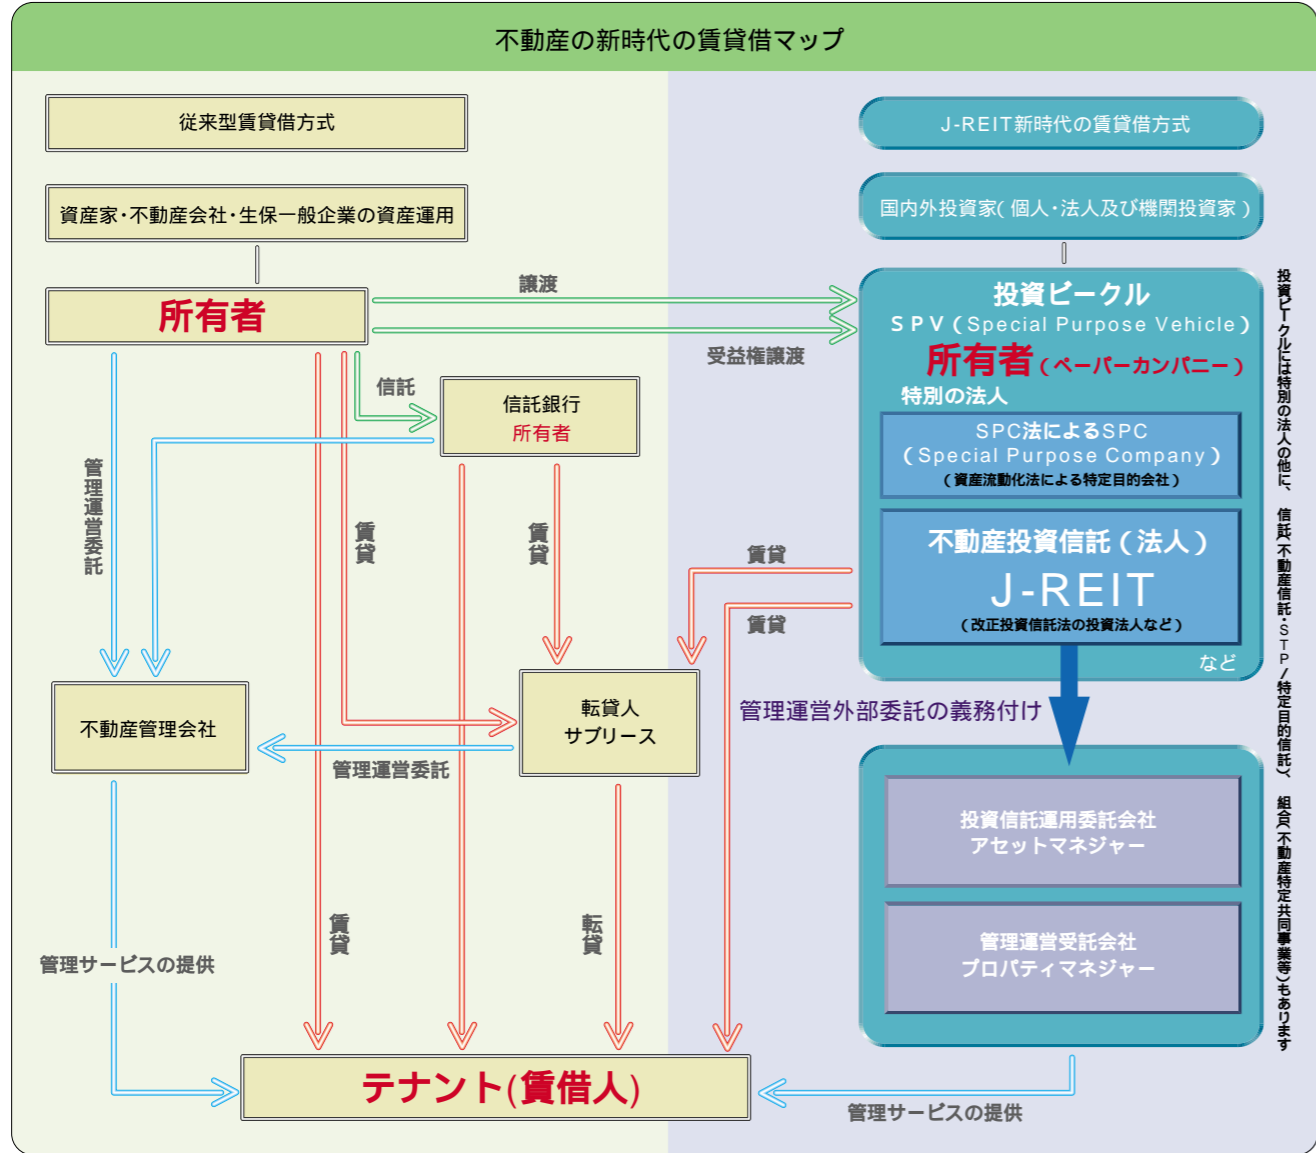 不動産の新時代の賃貸借マップ
従来型賃貸借方式
J-REIT新時代の賃貸借方式
資産家・不動産会社・生保一般企業の資産運用
国内外投資家(個人・法人及び機関投資家)
所有者
譲渡
受益権譲渡
信託
信託銀行
所有者
管理運営委託
賃貸
賃貸
賃貸
賃貸
投資ビークル
SPV(Special Purpose Vehicle)
所有者(ペーパーカンパニー)
特別の法人
SPC法によるSPC
(Special Purpose Company)
(資産流動化法による特定目的会社)
不動産投資信託(法人)
J-REIT
(改正投資信託法の投資法人など)
など
投資ビークルには特別の法人の他に、信託(不動産信託・STP/特定目的信託)、組合(不動産特定共同事業等)もあります
管理運営外部委託の義務付け
不動産管理会社
転貸人
サブリース
管理運営委託
投資信託運用委託会社
アセットマネジャー
管理運営受託会社
プロパティマネジャー
賃貸
転貸
管理サービスの提供
テナント(賃借人)
管理サービスの提供